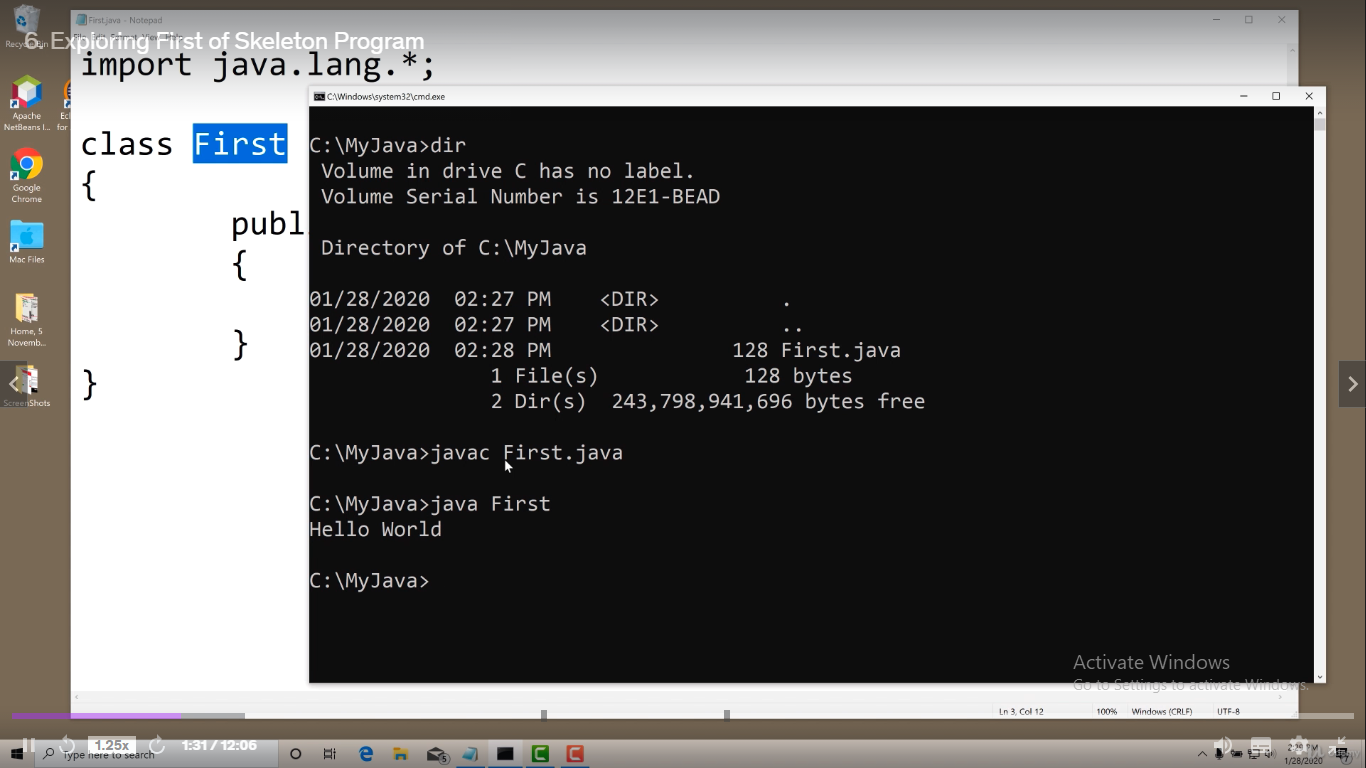 First.java - Notepad
6. Exploring First of Skeleton Program
import java.lang.*;
class First
{
publ
{
}
}
Apache
NetBeans I...
Google
Chrome
Mac Files
Home, 5
Novemb...
ScreenShots
C:\Windows\system32\cmd.exe
C:\MyJava>dir
Volume in drive C has no label.
Volume Serial Number is 12E1-BEAD
Directory of C:\MyJava
01/28/2020 02:27 PM <DIR> .
01/28/2020 02:27 PM <DIR> ..
01/28/2020 02:28 PM 128 First.java
1 File(s) 128 bytes
2 Dir(s) 243,798,941,696 bytes free
C:\MyJava>javac First.java
C:\MyJava>java First
Hello World
C:\MyJava>
Activate Windows
Go to Settings to activate Windows.
Ln 3, Col 12 100% Windows (CRLF) UTF-8
1.25x 1:31 / 12:06
Type here to search
1/28/2020